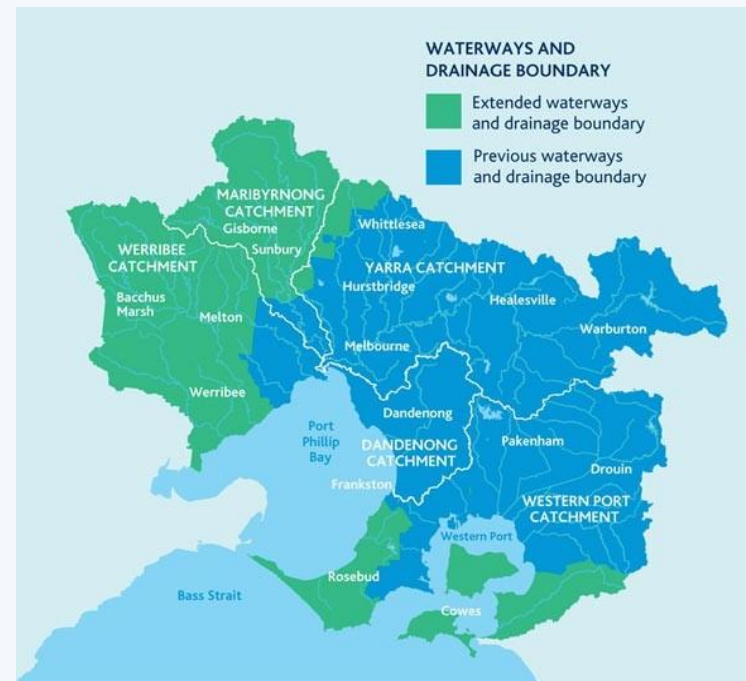 WATERWAYS AND
DRAINAGE BOUNDARY
Extended waterways
and drainage boundary
Previous waterways
and drainage boundary
MARIBYRNONG
CATCHMENT
Gisborne
Sunbury
Whittlesea
WERRIBEE
CATCHMENT
YARRA CATCHMENT
Hurstbridge
Healesville
Bacchus
Marsh
Melton
Warburton
Melbourne
Werribee
Dandenong
Port
Phillip
Bay
DANDENONG
CATCHMENT
Pakenham
Drouin
Frankston
WESTERN PORT
CATCHMENT
Western Port
Rosebud
Bass Strait
Cowes